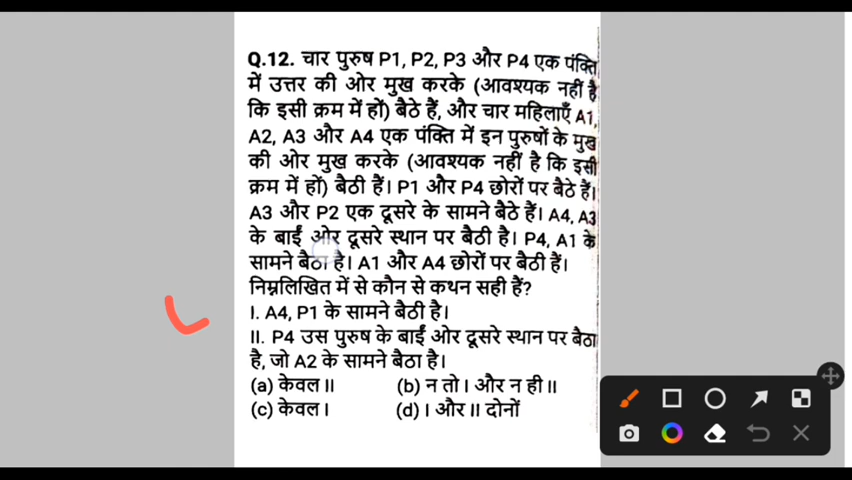 Q.12. चार पुरुष P1, P2, P3 और P4 एक पंक्ति
में उत्तर की ओर मुख करके (आवश्यक नहीं है
कि इसी क्रम में हों) बैठे हैं, और चार महिलाएँ A1,
A2, A3 और A4 एक पंक्ति में इन पुरुषों के मुख
की ओर मुख करके (आवश्यक नहीं है कि इसी
क्रम में हों) बैठी हैं। P1 और P4 छोरों पर बैठे हैं।
A3 और P2 एक दूसरे के सामने बैठे हैं। A4, A3
के बाईं ओर दूसरे स्थान पर बैठी है। P4, A1 के
सामने बैठा है। A1 और A4 छोरों पर बैठी हैं।
निम्नलिखित में से कौन से कथन सही हैं?
I. A4, P1 के सामने बैठी है।
II. P4 उस पुरुष के बाईं ओर दूसरे स्थान पर बैठा
है, जो A2 के सामने बैठा है।
(a) केवल II (b) न तो I और न ही II
(c) केवल I (d) I और II दोनों